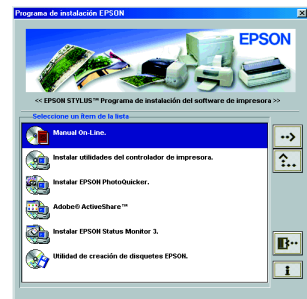 Programa de instalación EPSON
EPSON
<< EPSON STYLUS™ Programa de instalación del software de impresora >>
Seleccione un ítem de la lista
Manual On-Line.
Instalar utilidades del controlador de impresora.
Instalar EPSON PhotoQuicker.
Adobe® ActiveShare™
Instalar EPSON Status Monitor 3.
Utilidad de creación de disquetes EPSON.